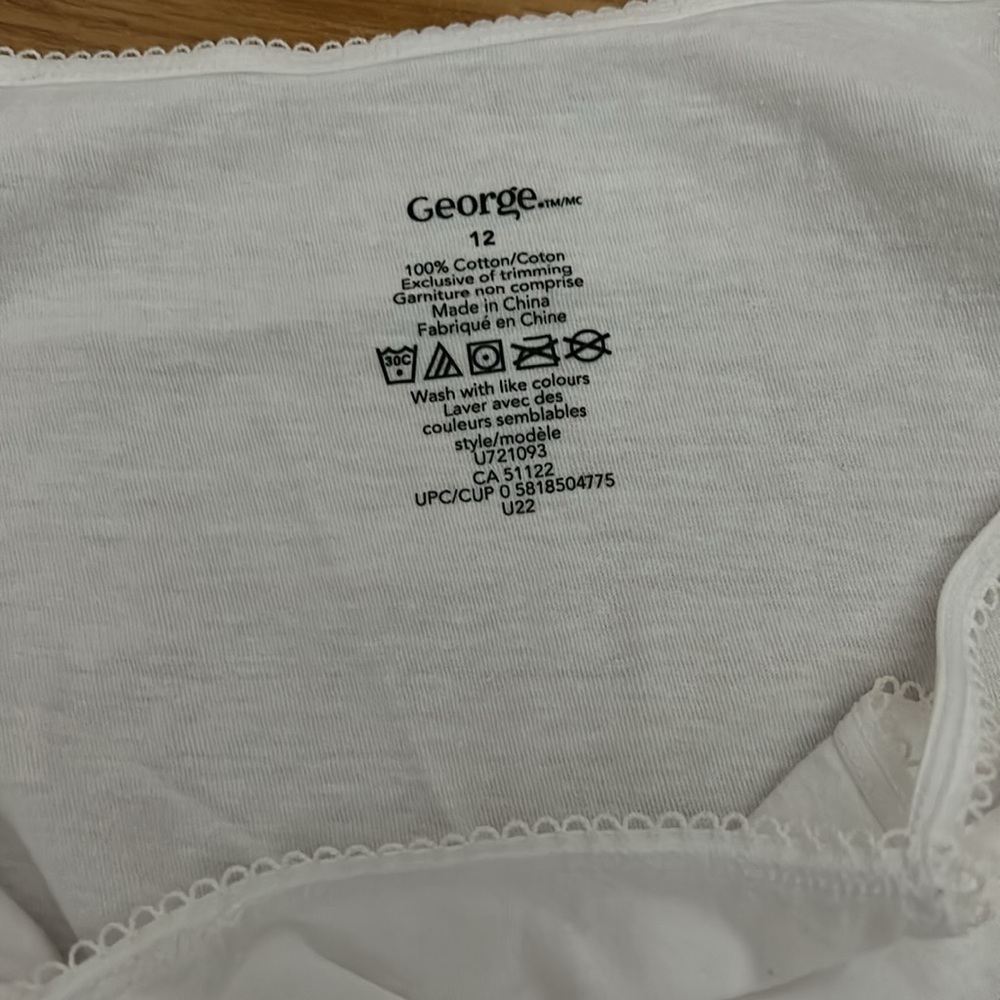 George.TM/MC
12
100% Cotton/Coton
Exclusive of trimming
Garniture non comprise
Made in China
Fabriqué en Chine
30C
Wash with like colours
Laver avec des
couleurs semblables
style/modèle
U721093
CA 51122
UPC/CUP 0 5818504775
U22